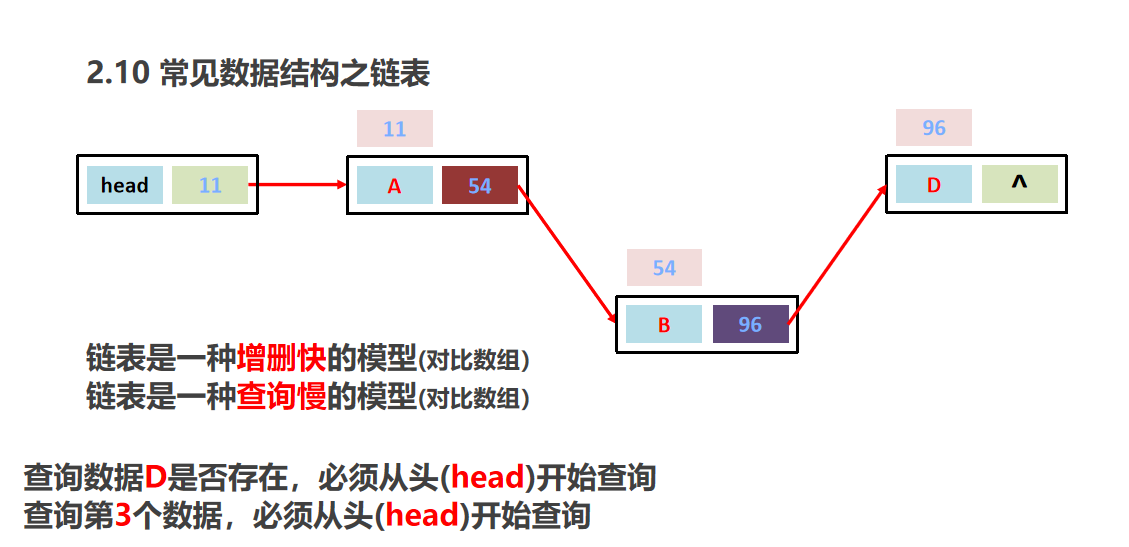 2.10 常见数据结构之链表
11
96
head 11
A 54
D ^
54
B 96
链表是一种增删快的模型(对比数组)
链表是一种查询慢的模型(对比数组)
查询数据D是否存在，必须从头(head)开始查询
查询第3个数据，必须从头(head)开始查询